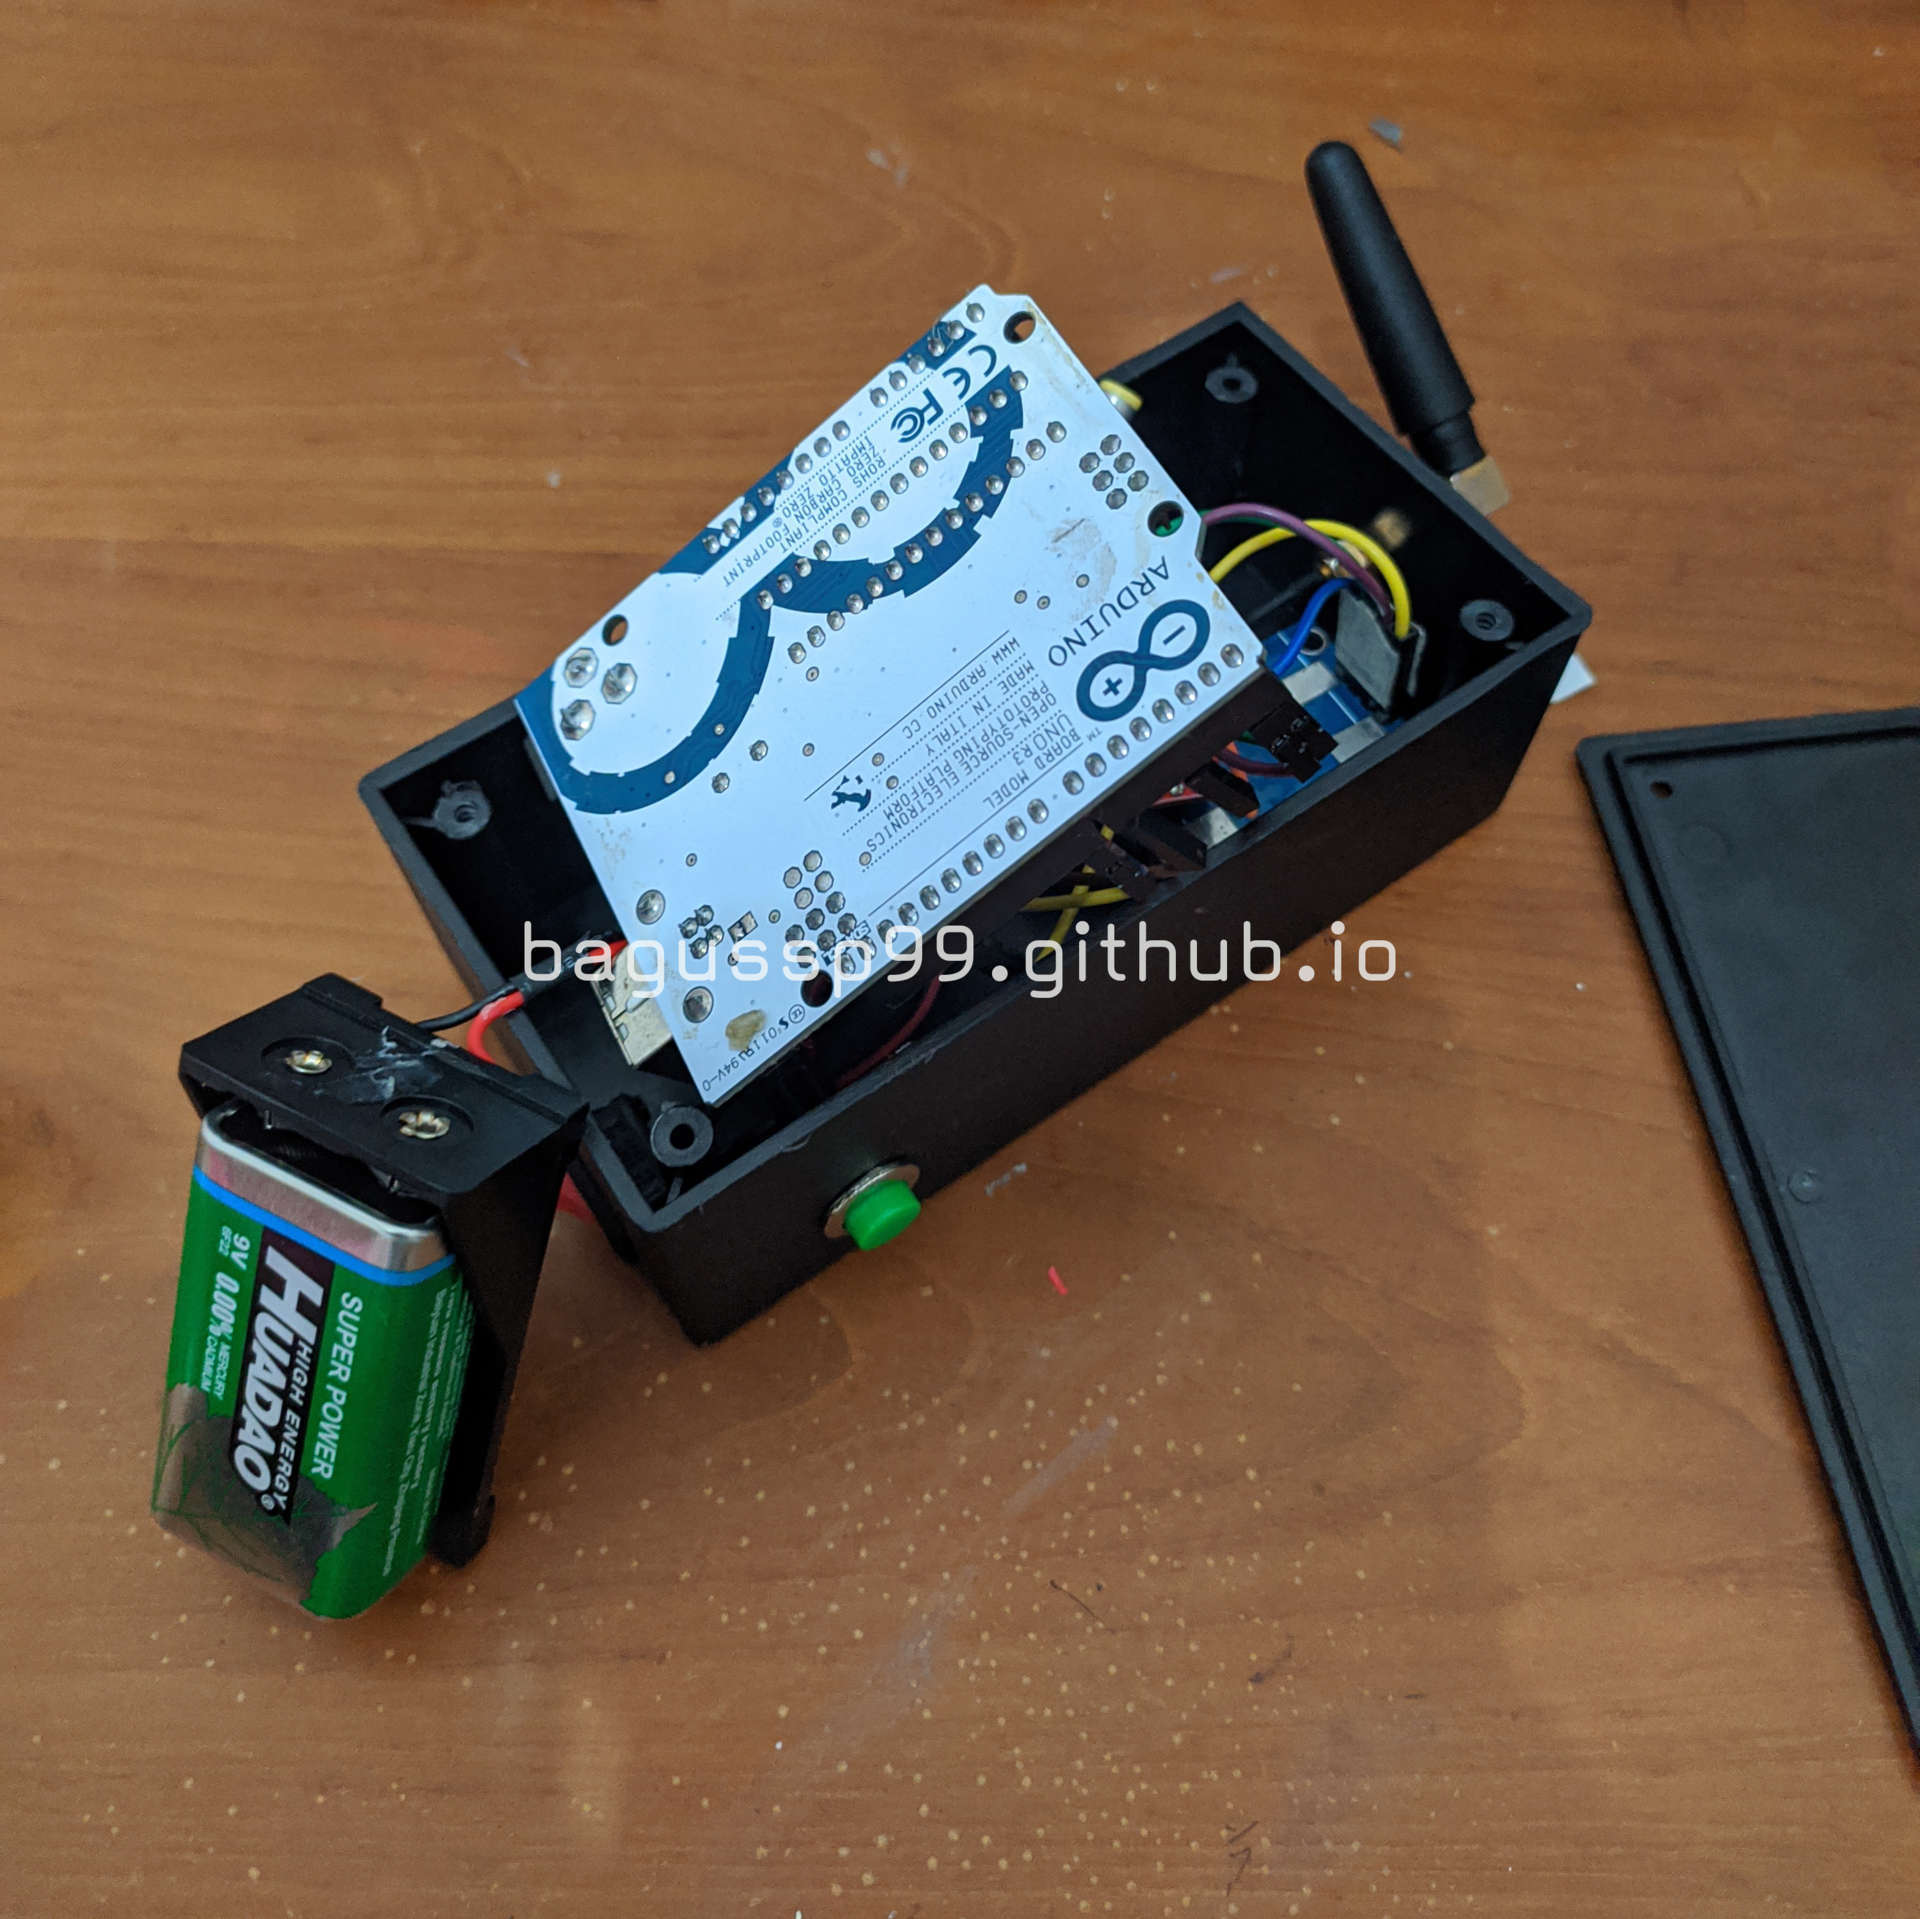 CE FC
ROHS COMPLIANT
ZERO CARBON FOOTPRINT
IMPATTO ZERO®
ARDUINO
WWW.ARDUINO.CC
MADE IN ITALY
PROTOTYPING PLATFORM
OPEN-SOURCE ELECTRONICS
UNO R3
BOARD MODEL
TM
94V-0
bagussp99.github.io
SUPER POWER
HIGH ENERGY
HUADAO®
9V 0.00% MERCURY
CADMIUM
6F22